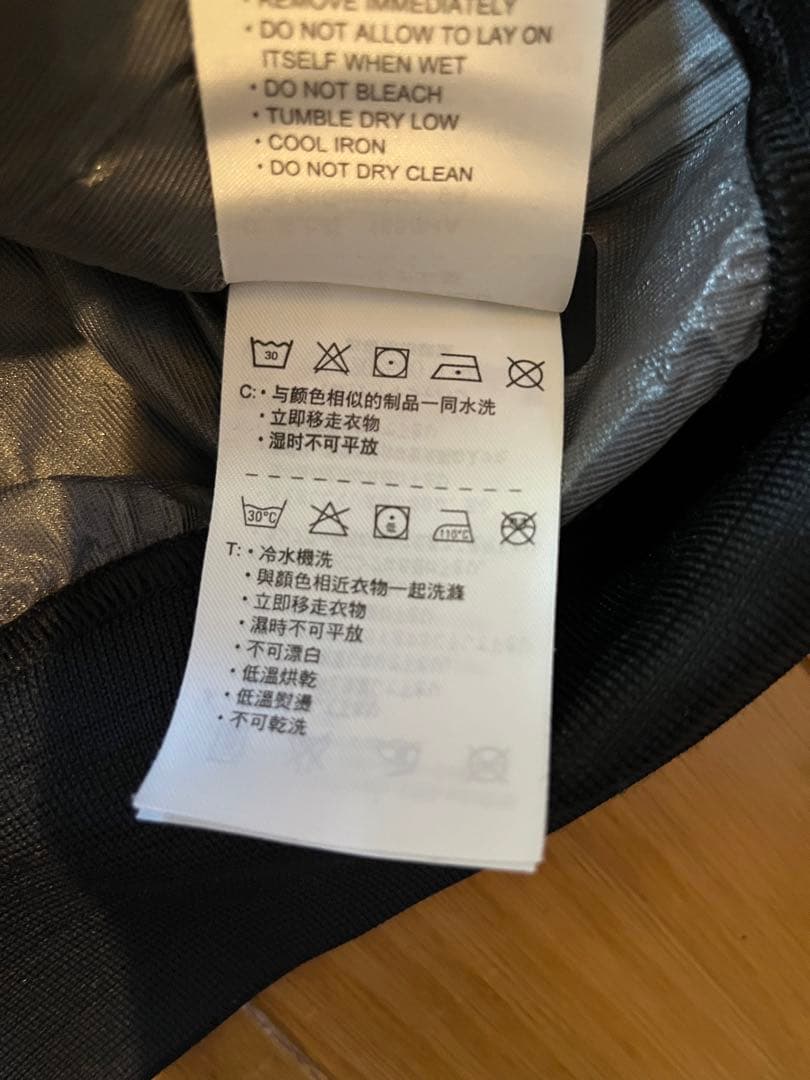 • REMOVE IMMEDIATELY
• DO NOT ALLOW TO LAY ON
ITSELF WHEN WET
• DO NOT BLEACH
• TUMBLE DRY LOW
• COOL IRON
• DO NOT DRY CLEAN
30
C: • 与颜色相似的制品一同水洗
• 立即移走衣物
• 湿时不可平放
30°C 低 110°C
T: • 冷水機洗
• 與顏色相近衣物一起洗滌
• 立即移走衣物
• 濕時不可平放
• 不可漂白
• 低溫烘乾
• 低溫熨燙
• 不可乾洗